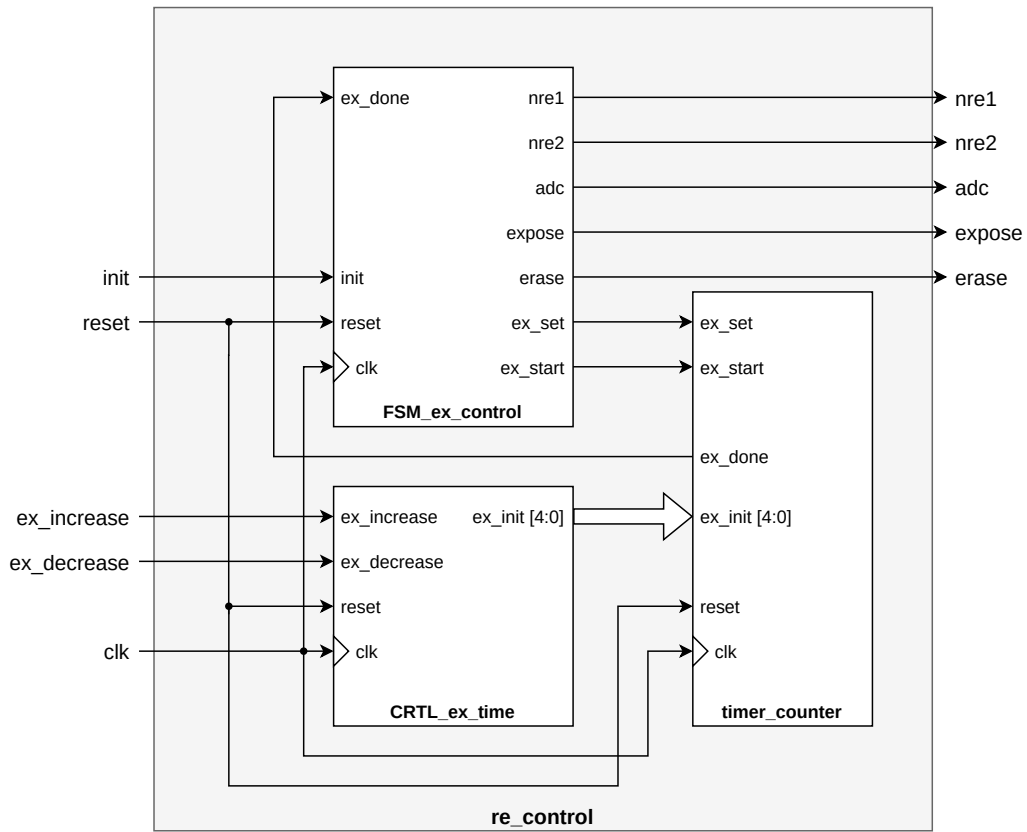 ex_done
nre1
nre1
nre2
nre2
adc
adc
expose
expose
init
init
erase
erase
reset
reset
ex_set
ex_set
clk
ex_start
ex_start
FSM_ex_control
ex_done
ex_increase
ex_increase
ex_init [4:0]
ex_init [4:0]
ex_decrease
ex_decrease
reset
reset
clk
clk
clk
CRTL_ex_time
timer_counter
re_control